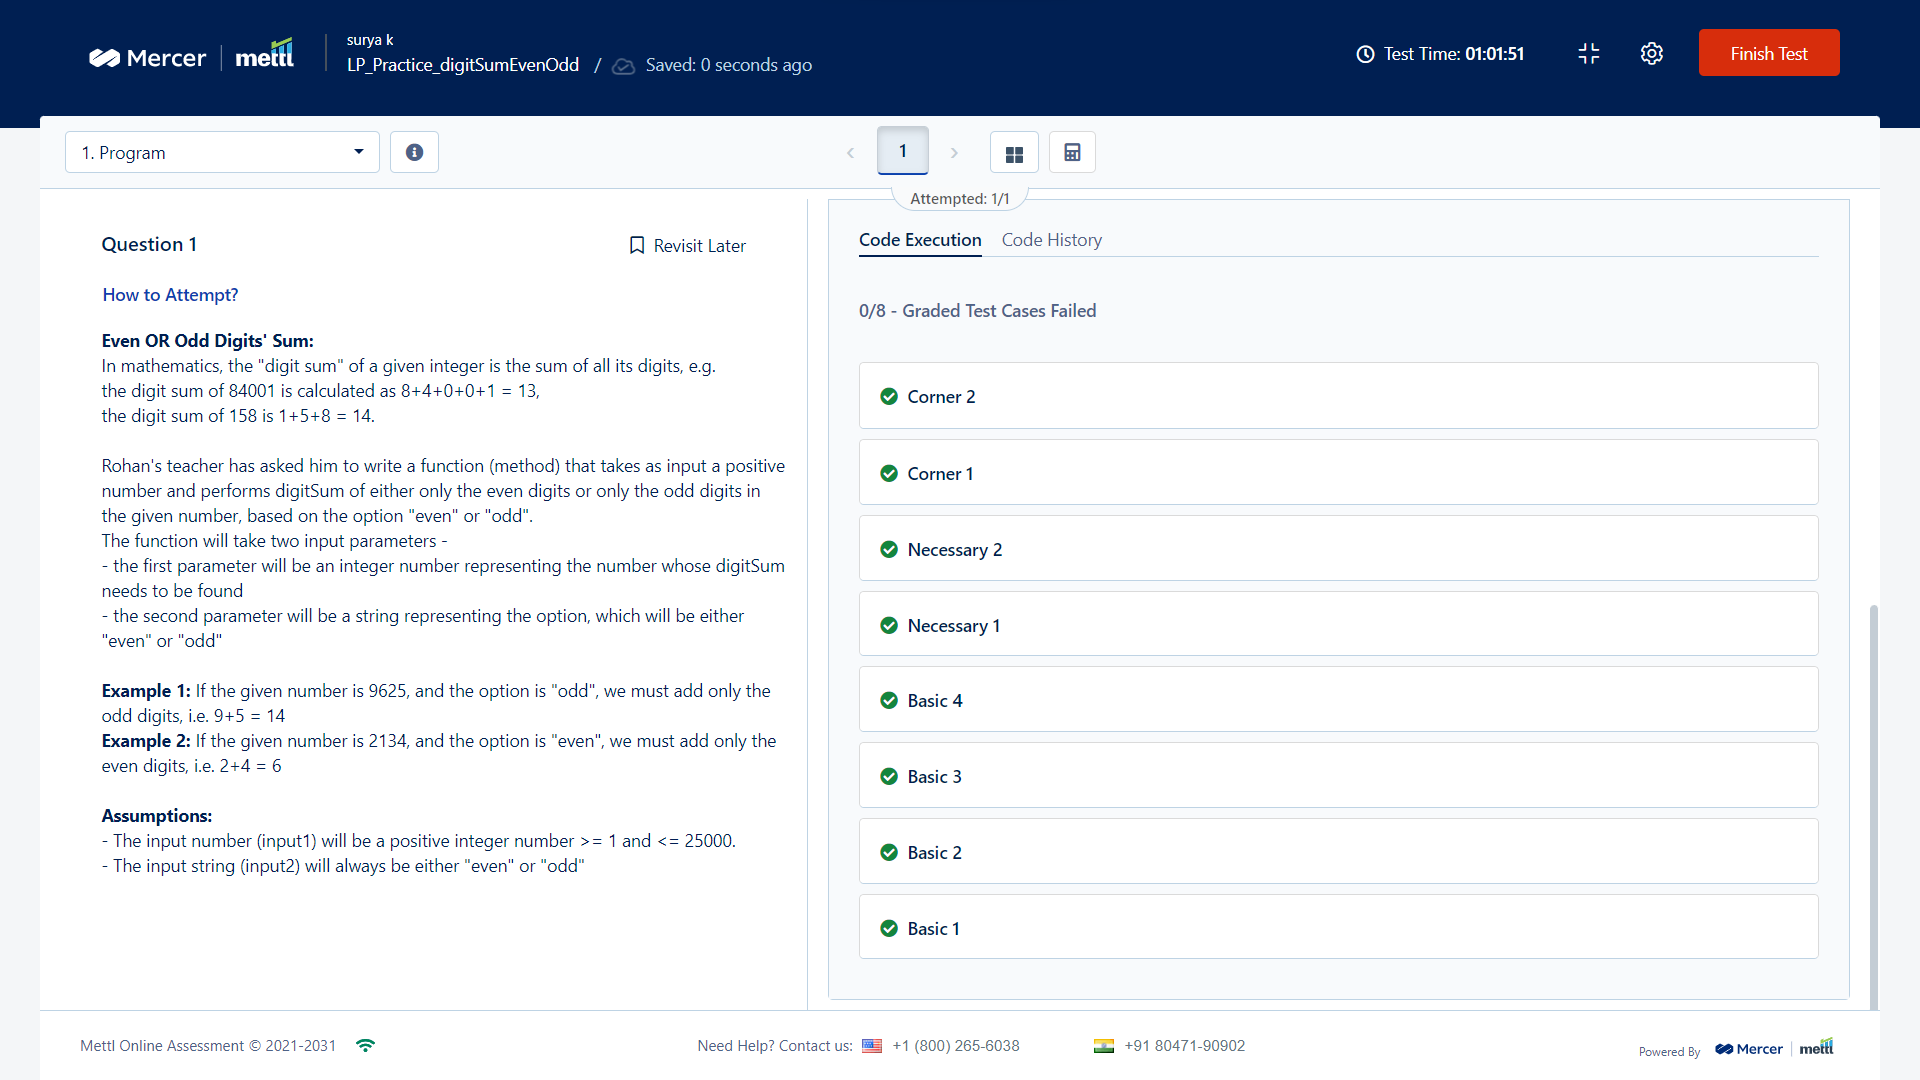 Mercer
mettl
surya k
LP_Practice_digitSumEvenOdd / Saved: 0 seconds ago
Test Time: 01:01:51
Finish Test
1. Program
1
Attempted: 1/1
Question 1
Revisit Later
How to Attempt?
Even OR Odd Digits' Sum:
In mathematics, the "digit sum" of a given integer is the sum of all its digits, e.g.
the digit sum of 84001 is calculated as 8+4+0+0+1 = 13,
the digit sum of 158 is 1+5+8 = 14.
Rohan's teacher has asked him to write a function (method) that takes as input a positive
number and performs digitSum of either only the even digits or only the odd digits in
the given number, based on the option "even" or "odd".
The function will take two input parameters -
- the first parameter will be an integer number representing the number whose digitSum
needs to be found
- the second parameter will be a string representing the option, which will be either
"even" or "odd"
Example 1: If the given number is 9625, and the option is "odd", we must add only the
odd digits, i.e. 9+5 = 14
Example 2: If the given number is 2134, and the option is "even", we must add only the
even digits, i.e. 2+4 = 6
Assumptions:
- The input number (input1) will be a positive integer number >= 1 and <= 25000.
- The input string (input2) will always be either "even" or "odd"
Code Execution
Code History
0/8 - Graded Test Cases Failed
Corner 2
Corner 1
Necessary 2
Necessary 1
Basic 4
Basic 3
Basic 2
Basic 1
Mettl Online Assessment © 2021-2031
Need Help? Contact us: +1 (800) 265-6038
+91 80471-90902
Powered By
Mercer
mettl